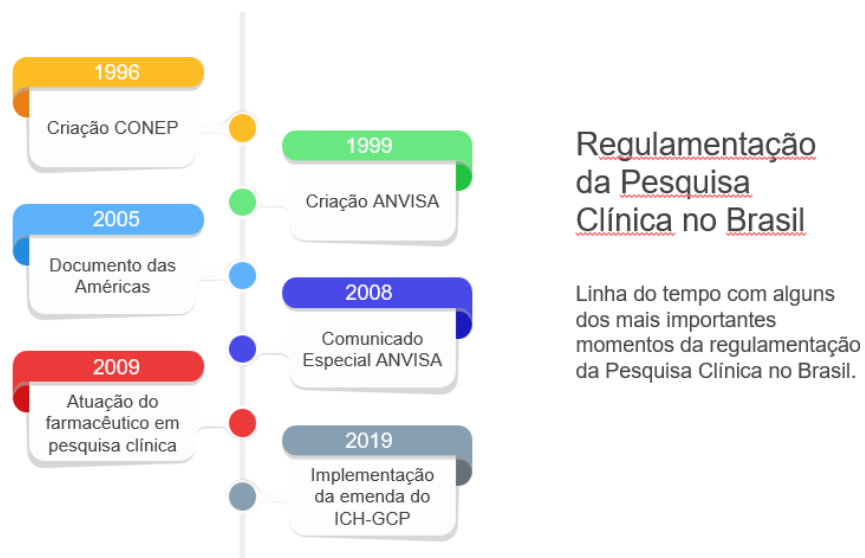 1996
Criação CONEP
1999
Criação ANVISA
2005
Documento das
Américas
2008
Comunicado
Especial ANVISA
2009
Atuação do
farmacêutico em
pesquisa clínica
2019
Implementação
da emenda do
ICH-GCP
Regulamentação
da Pesquisa
Clínica no Brasil
Linha do tempo com alguns
dos mais importantes
momentos da regulamentação
da Pesquisa Clínica no Brasil.